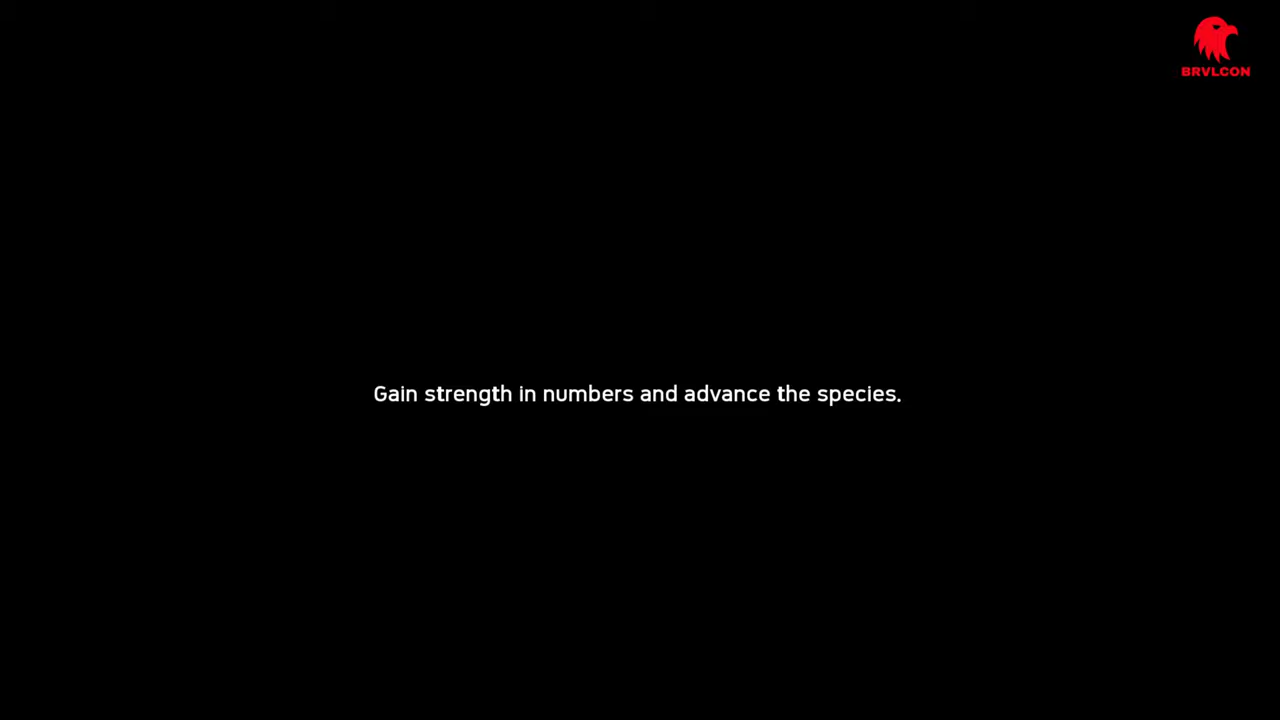 BRVLCON
Gain strength in numbers and advance the species.